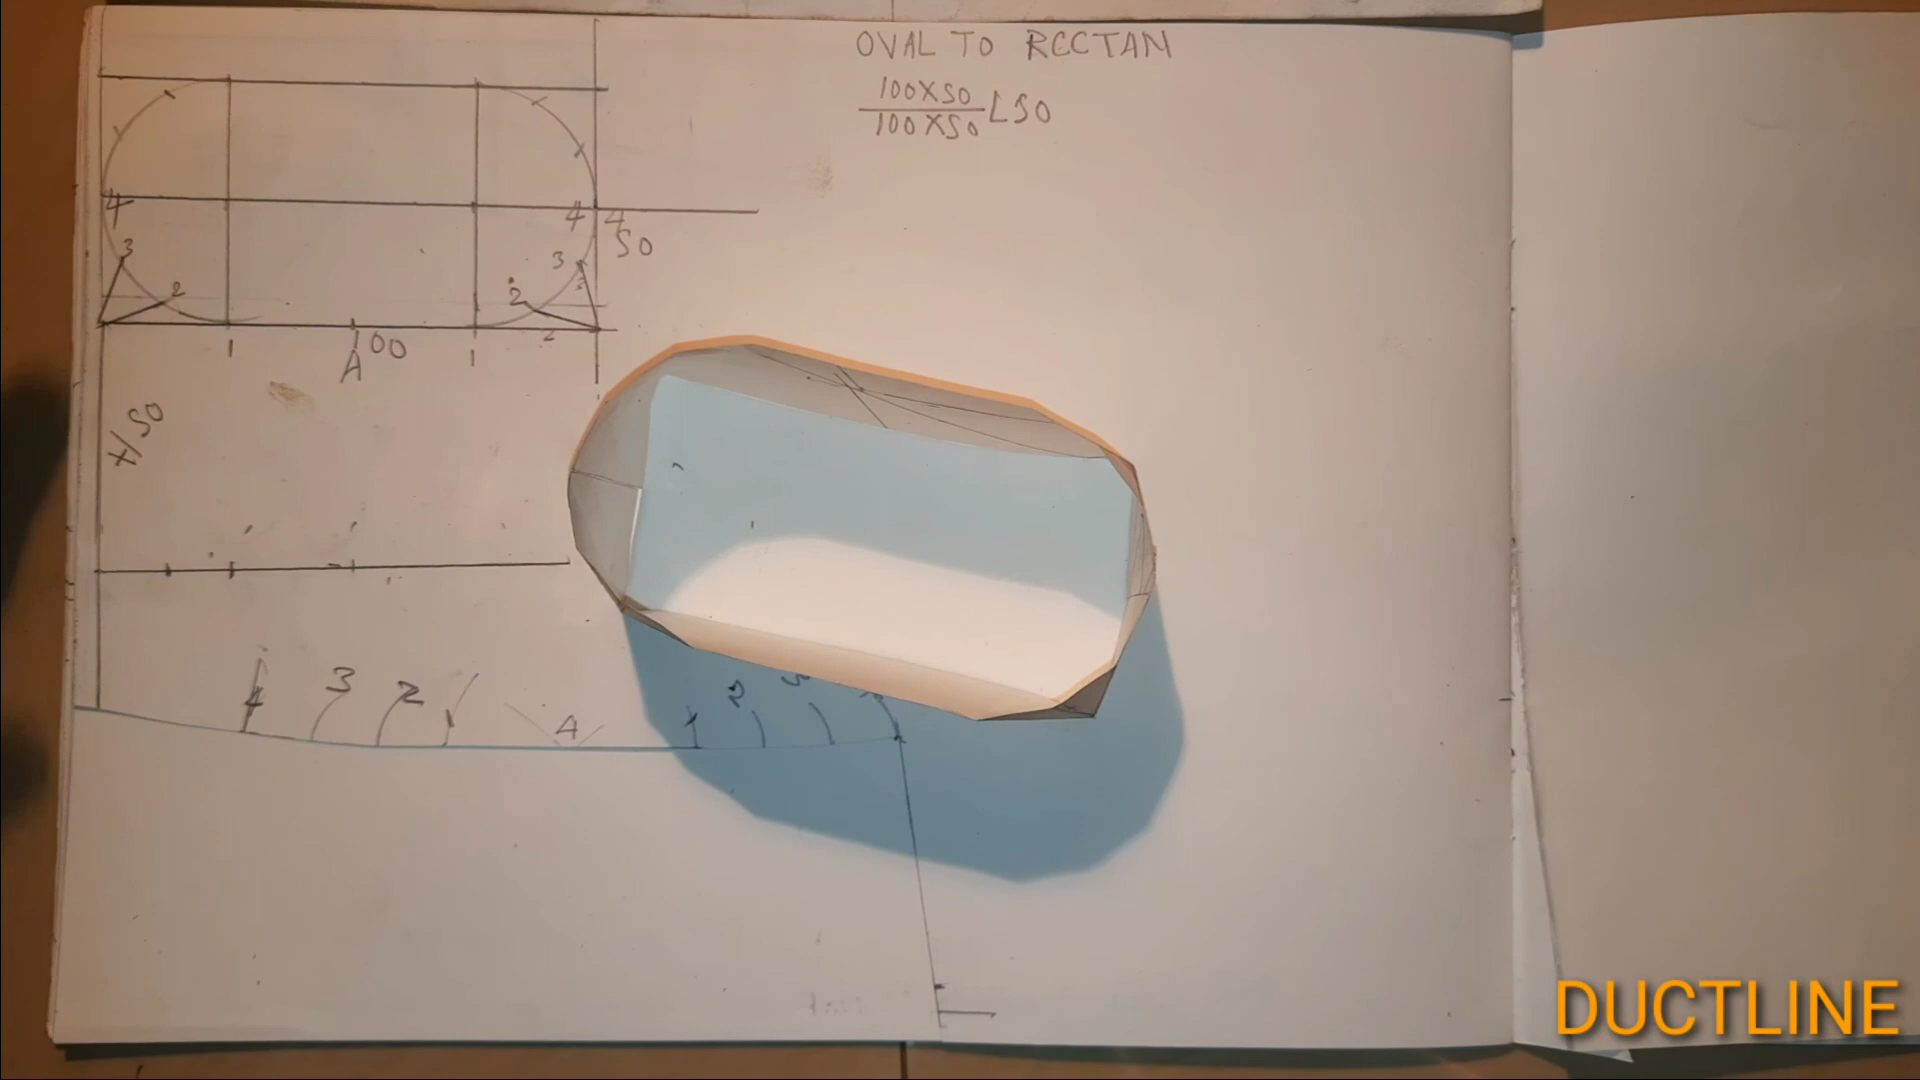 OVAL TO RECTAM
100X50
100X50 L50
4 4 4
50
3 3
2 2
1 100 1 2
A
H/50
4 3 2 1 A 1 2 3
DUCTLINE